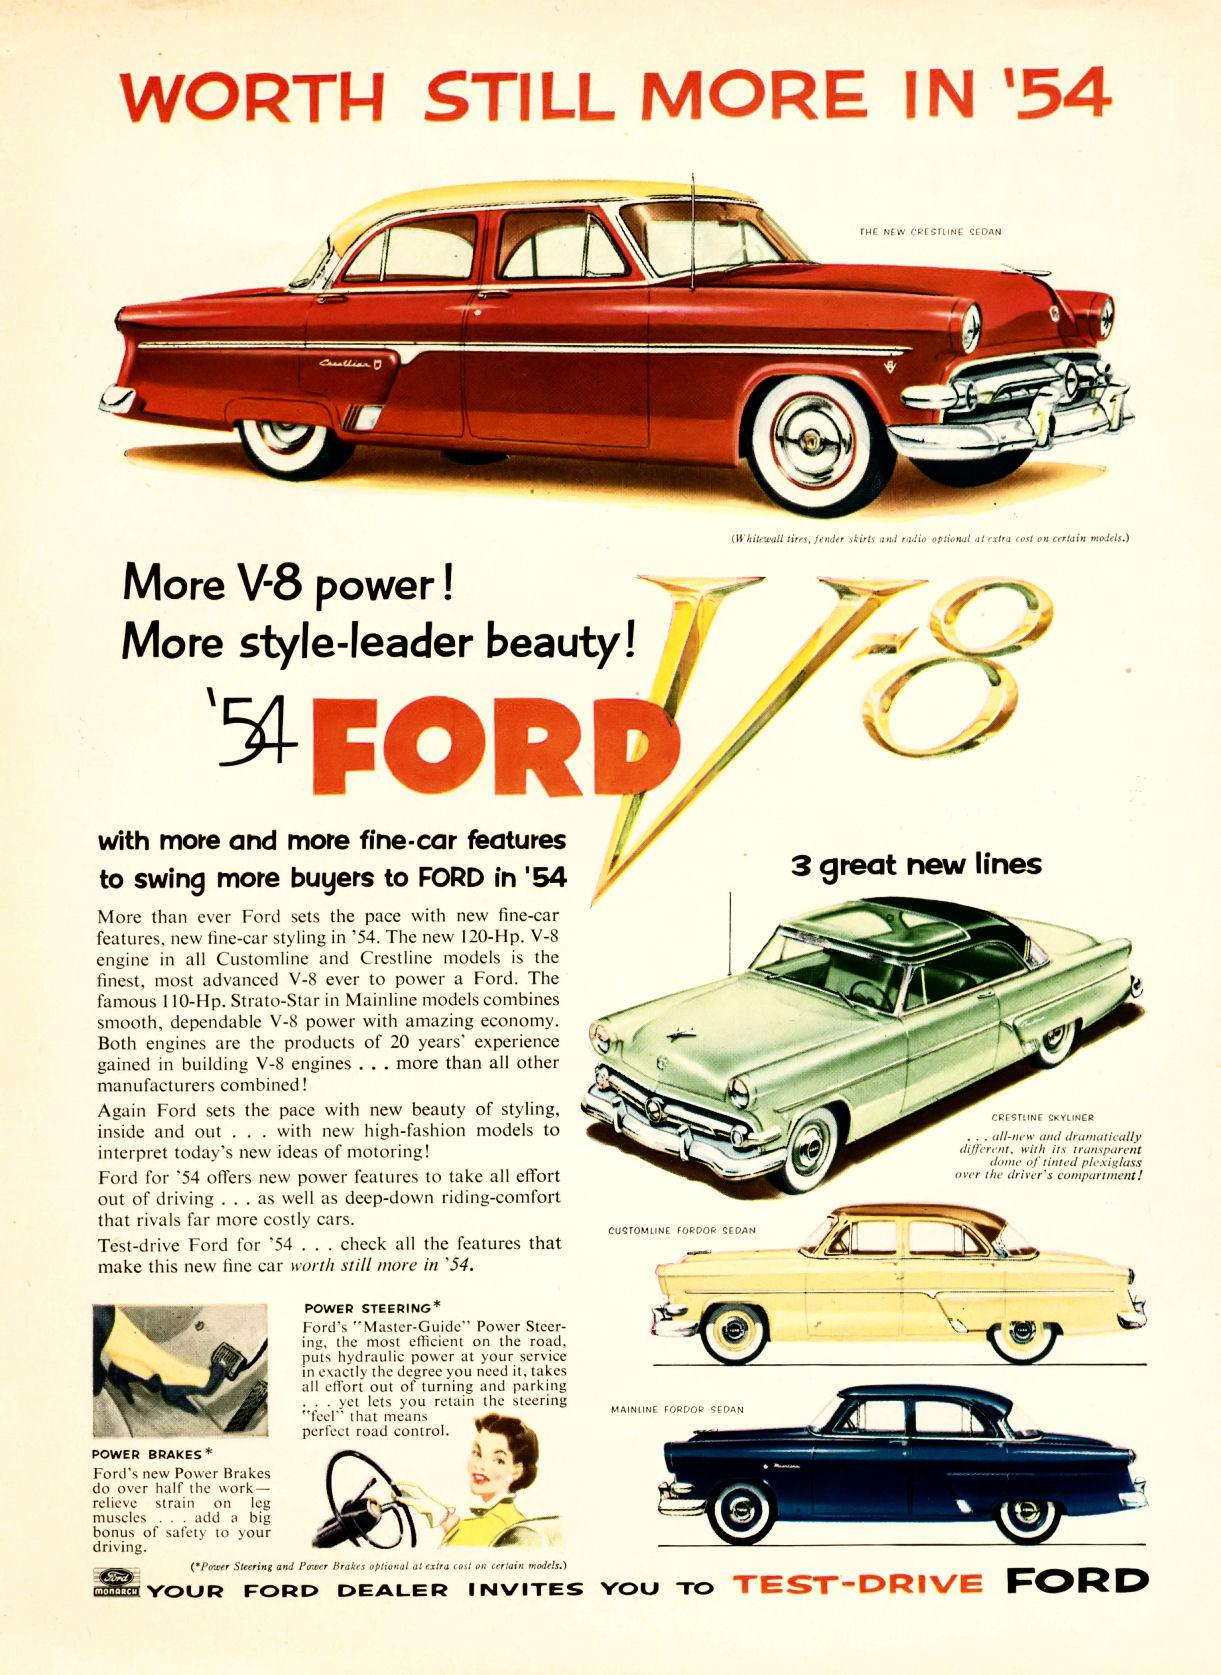 WORTH STILL MORE IN '54
THE NEW CRESTLINE SEDAN
Crestline
(Whitewall tires, fender skirts and radio optional at extra cost on certain models.)
More V-8 power!
More style-leader beauty!
V-8
'54 FORD
with more and more fine-car features
to swing more buyers to FORD in '54
More than ever Ford sets the pace with new fine-car
features, new fine-car styling in '54. The new 120-Hp. V-8
engine in all Customline and Crestline models is the
finest, most advanced V-8 ever to power a Ford. The
famous 110-Hp. Strato-Star in Mainline models combines
smooth, dependable V-8 power with amazing economy.
Both engines are the products of 20 years' experience
gained in building V-8 engines . . . more than all other
manufacturers combined!
Again Ford sets the pace with new beauty of styling,
inside and out . . . with new high-fashion models to
interpret today's new ideas of motoring!
Ford for '54 offers new power features to take all effort
out of driving . . . as well as deep-down riding-comfort
that rivals far more costly cars.
Test-drive Ford for '54 . . . check all the features that
make this new fine car worth still more in '54.
POWER BRAKES*
Ford's new Power Brakes
do over half the work—
relieve strain on leg
muscles . . . add a big
bonus of safety to your
driving.
POWER STEERING*
Ford's "Master-Guide" Power Steer-
ing, the most efficient on the road,
puts hydraulic power at your service
in exactly the degree you need it, takes
all effort out of turning and parking
. . . yet lets you retain the steering
"feel" that means
perfect road control.
(*Power Steering and Power Brakes optional at extra cost on certain models.)
3 great new lines
CRESTLINE SKYLINER
. . . all-new and dramatically
different, with its transparent
dome of tinted plexiglass
over the driver's compartment!
CUSTOMLINE FORDOR SEDAN
MAINLINE FORDOR SEDAN
Ford
MONARCH
YOUR FORD DEALER INVITES YOU TO TEST-DRIVE FORD